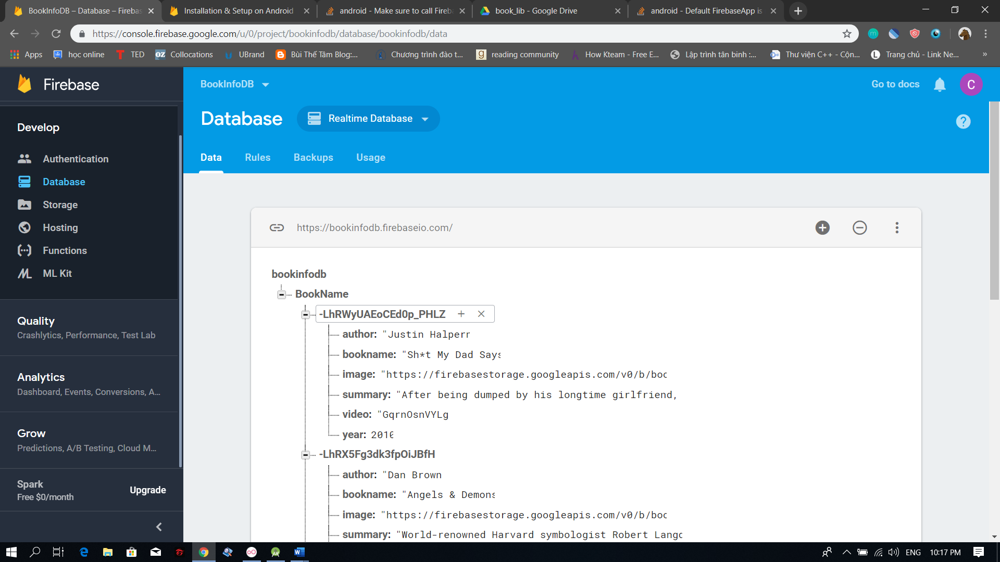 BookInfoDB – Database – Firebas
Installation & Setup on Android
android - Make sure to call Fireb
book_lib - Google Drive
android - Default FirebaseApp is
https://console.firebase.google.com/u/0/project/bookinfodb/database/bookinfodb/data
Apps
học online
TED
Collocations
UBrand
Bùi Thế Tâm Blog:...
Chương trình đào t...
reading community
How Kteam - Free E...
Lập trình tân binh :...
Thư viện C++ - Cộn...
Trang chủ - Link Ne...
»
Firebase
BookInfoDB
Go to docs
C
Database
Realtime Database
?
Data
Rules
Backups
Usage
Develop
Authentication
Database
Storage
Hosting
Functions
ML Kit
Quality
Crashlytics, Performance, Test Lab
Analytics
Dashboard, Events, Conversions, A...
Grow
Predictions, A/B Testing, Cloud M...
Spark
Free $0/month
Upgrade
https://bookinfodb.firebaseio.com/
bookinfodb
BookName
-LhRWyUAEoCEd0p_PHLZ
author: "Justin Halperr
bookname: "Sh*t My Dad Says
image: "https://firebasestorage.googleapis.com/v0/b/boo
summary: "After being dumped by his longtime girlfriend,
video: "GqrnOsnVYLg
year: 2010
-LhRX5Fg3dk3fpOiJBfH
author: "Dan Brown
bookname: "Angels & Demons
image: "https://firebasestorage.googleapis.com/v0/b/boo
summary: "World-renowned Harvard symbologist Robert Langd
ENG
10:17 PM